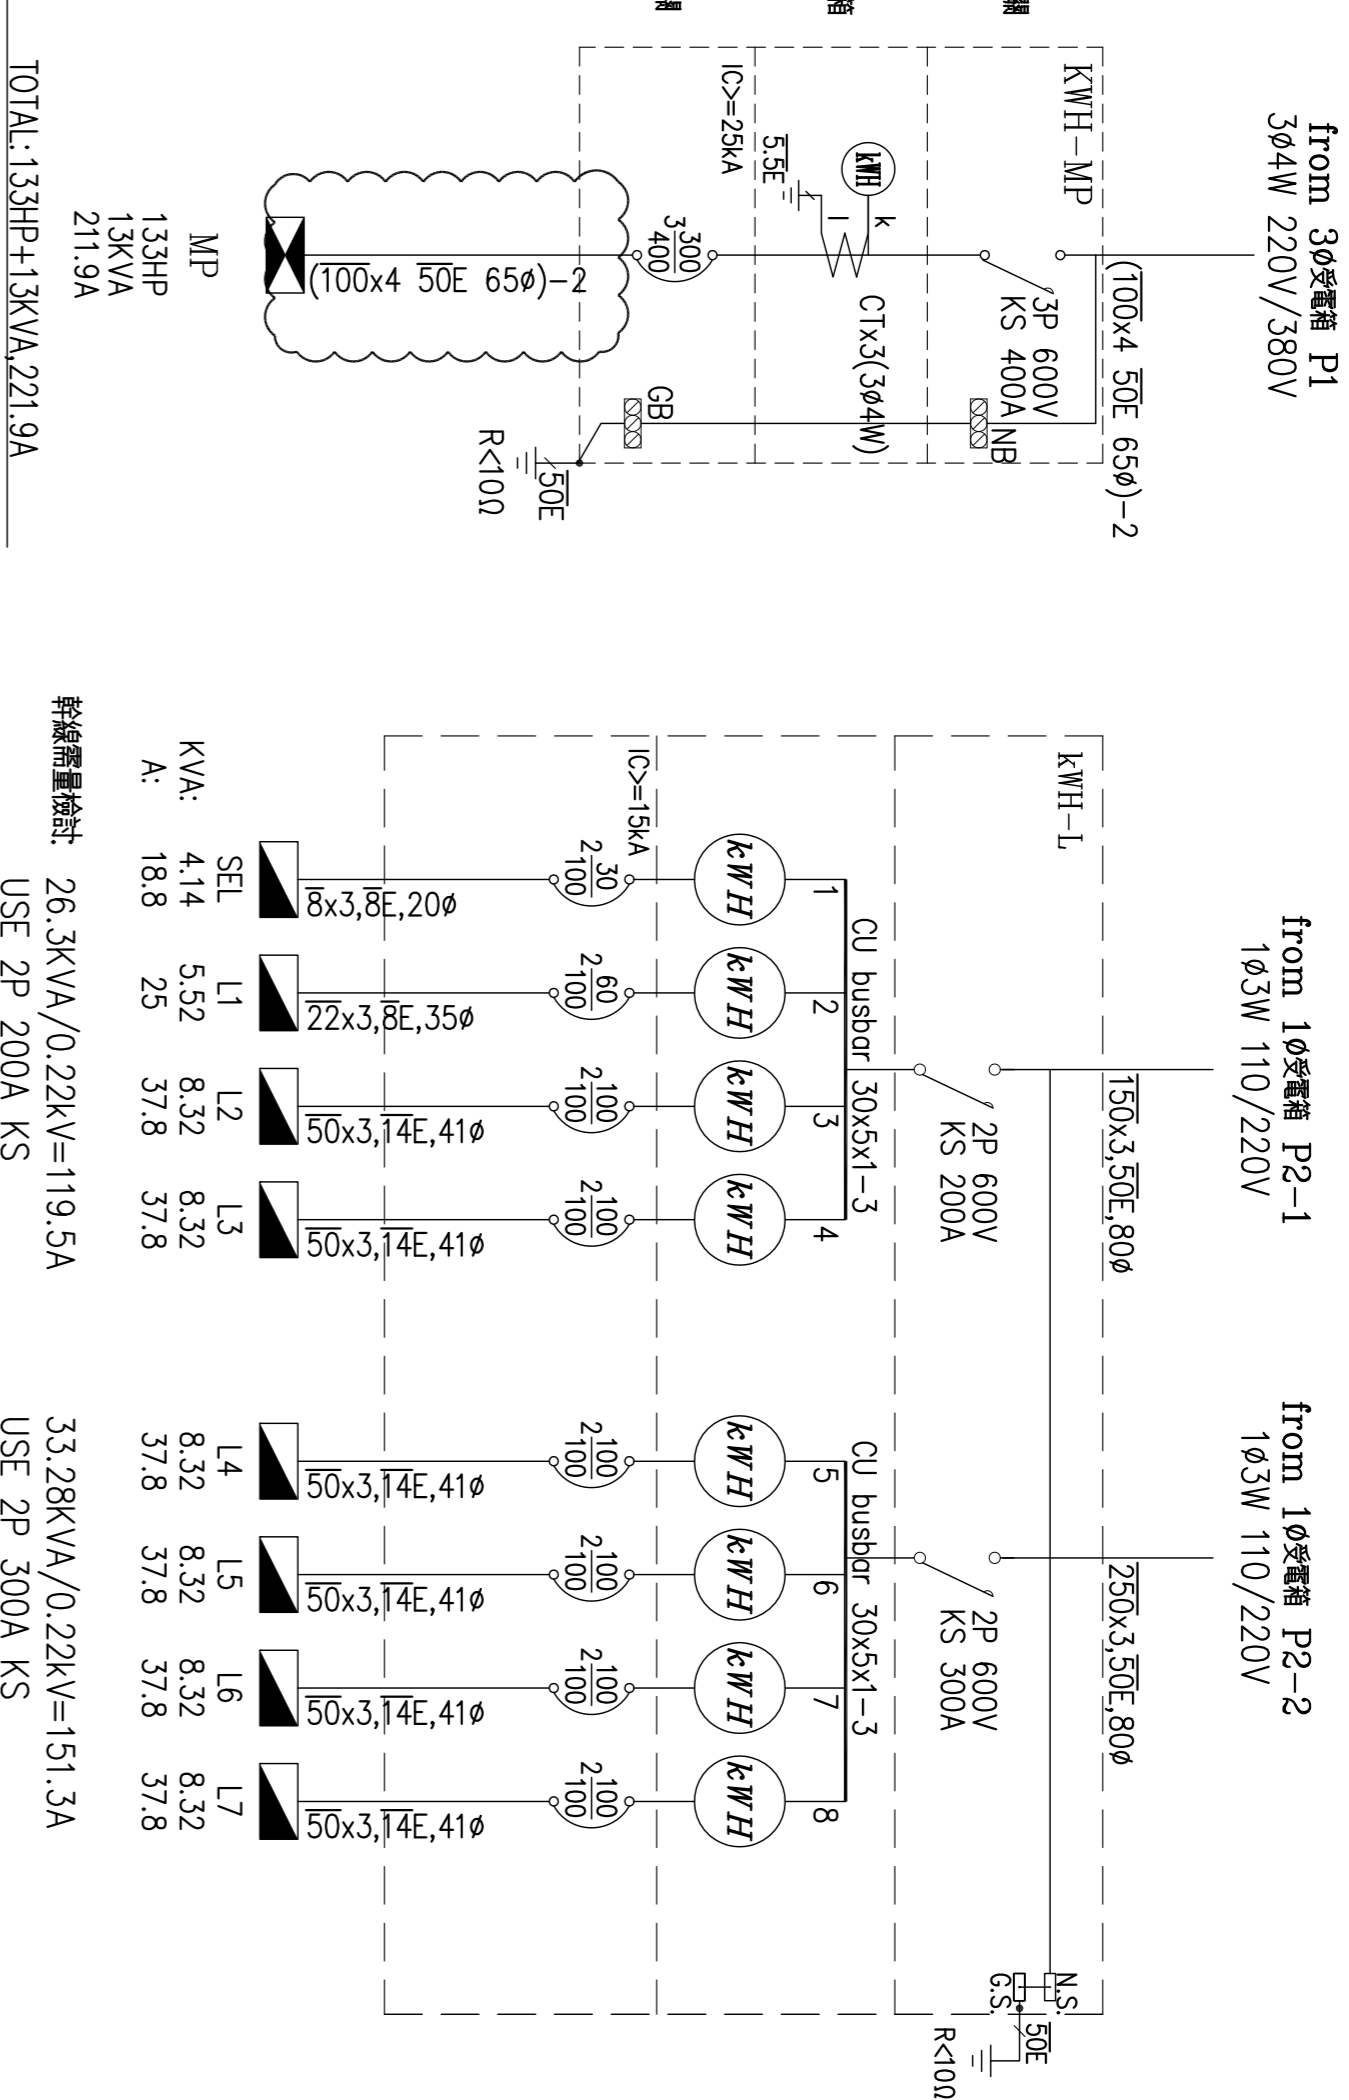 from 3ø受電箱 P1
3ø4W 220V/380V
KWH-MP
(100x4 50E 65ø)-2
3P 600V
KS 400A
NB
kWH
k
l
5.5E
CTx3(3ø4W)
IC>=25kA
3 300
400
GB
50E
R<10Ω
(100x4 50E 65ø)-2
MP
133HP
13KVA
211.9A
TOTAL:133HP+13KVA,221.9A
箱
from 1ø受電箱 P2-1
1ø3W 110/220V
from 1ø受電箱 P2-2
1ø3W 110/220V
150x3,50E,80ø
250x3,50E,80ø
kWH-L
2P 600V
KS 200A
2P 600V
KS 300A
N.S.
G.S.
50E
R<10Ω
CU busbar 30x5x1-3
CU busbar 30x5x1-3
1 2 3 4 5 6 7 8
kWH kWH kWH kWH kWH kWH kWH kWH
IC>=15kA
2 30 2 60 2 100 2 100 2 100 2 100 2 100 2 100
100 100 100 100 100 100 100 100
8x3,8E,20ø 22x3,8E,35ø 50x3,14E,41ø 50x3,14E,41ø 50x3,14E,41ø 50x3,14E,41ø 50x3,14E,41ø 50x3,14E,41ø
SEL L1 L2 L3 L4 L5 L6 L7
KVA: 4.14 5.52 8.32 8.32 8.32 8.32 8.32 8.32
A: 18.8 25 37.8 37.8 37.8 37.8 37.8 37.8
幹線需量檢討: 26.3KVA/0.22kV=119.5A 33.28KVA/0.22kV=151.3A
USE 2P 200A KS USE 2P 300A KS